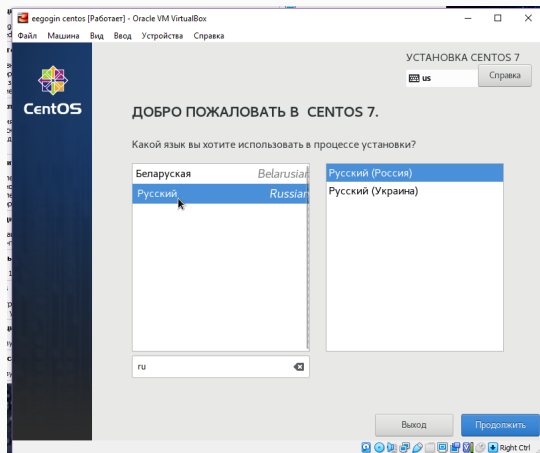 eegogin centos [Работает] - Oracle VM VirtualBox
Файл Машина Вид Ввод Устройства Справка
УСТАНОВКА CENTOS 7
us
Справка
CentOS
ДОБРО ПОЖАЛОВАТЬ В CENTOS 7.
Какой язык вы хотите использовать в процессе установки?
Беларуская Belarusian
Русский Russian
Русский (Россия)
Русский (Украина)
ru
Выход
Продолжить
Right Ctrl